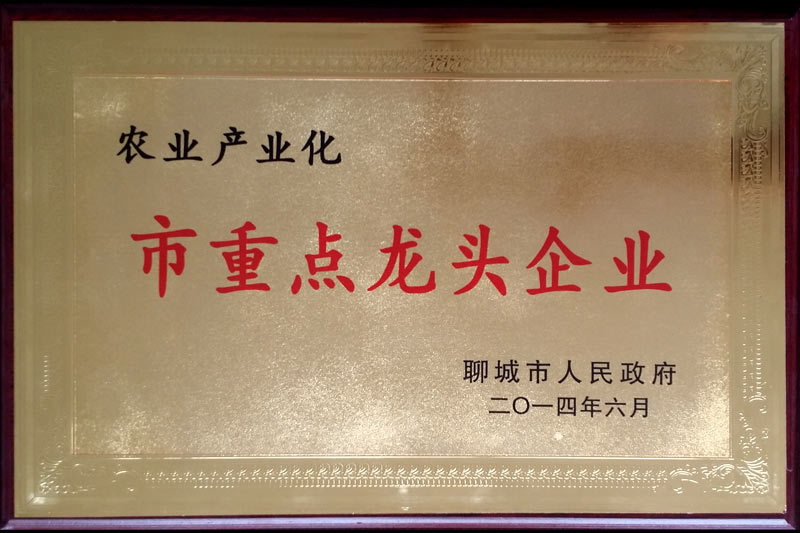 农业产业化
市重点龙头企业
聊城市人民政府
二〇一四年六月